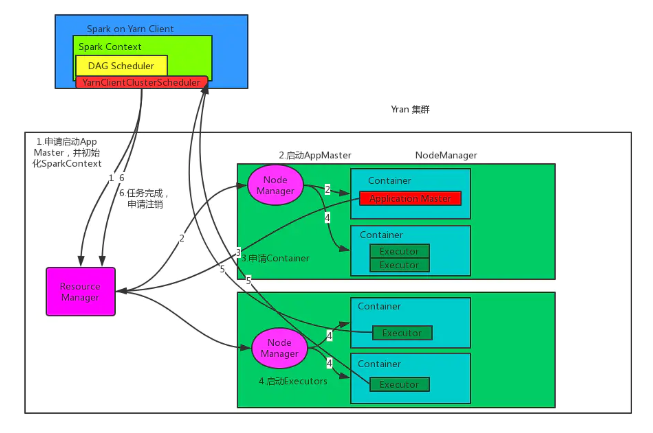 Spark on Yarn Client
Spark Context
DAG Scheduler
YarnClientClusterScheduler
Yran 集群
1.申请启动App
Master，并初始
化SparkContext
1
6
6.任务完成，
申请注销
2.启动AppMaster
NodeManager
Node
Manager
2
4
Container
Application Master
Container
Executor
Executor
2
3
3.申请Container
5
5
Resource
Manager
Node
Manager
4
4
Container
Executor
Container
Executor
4.启动Executors